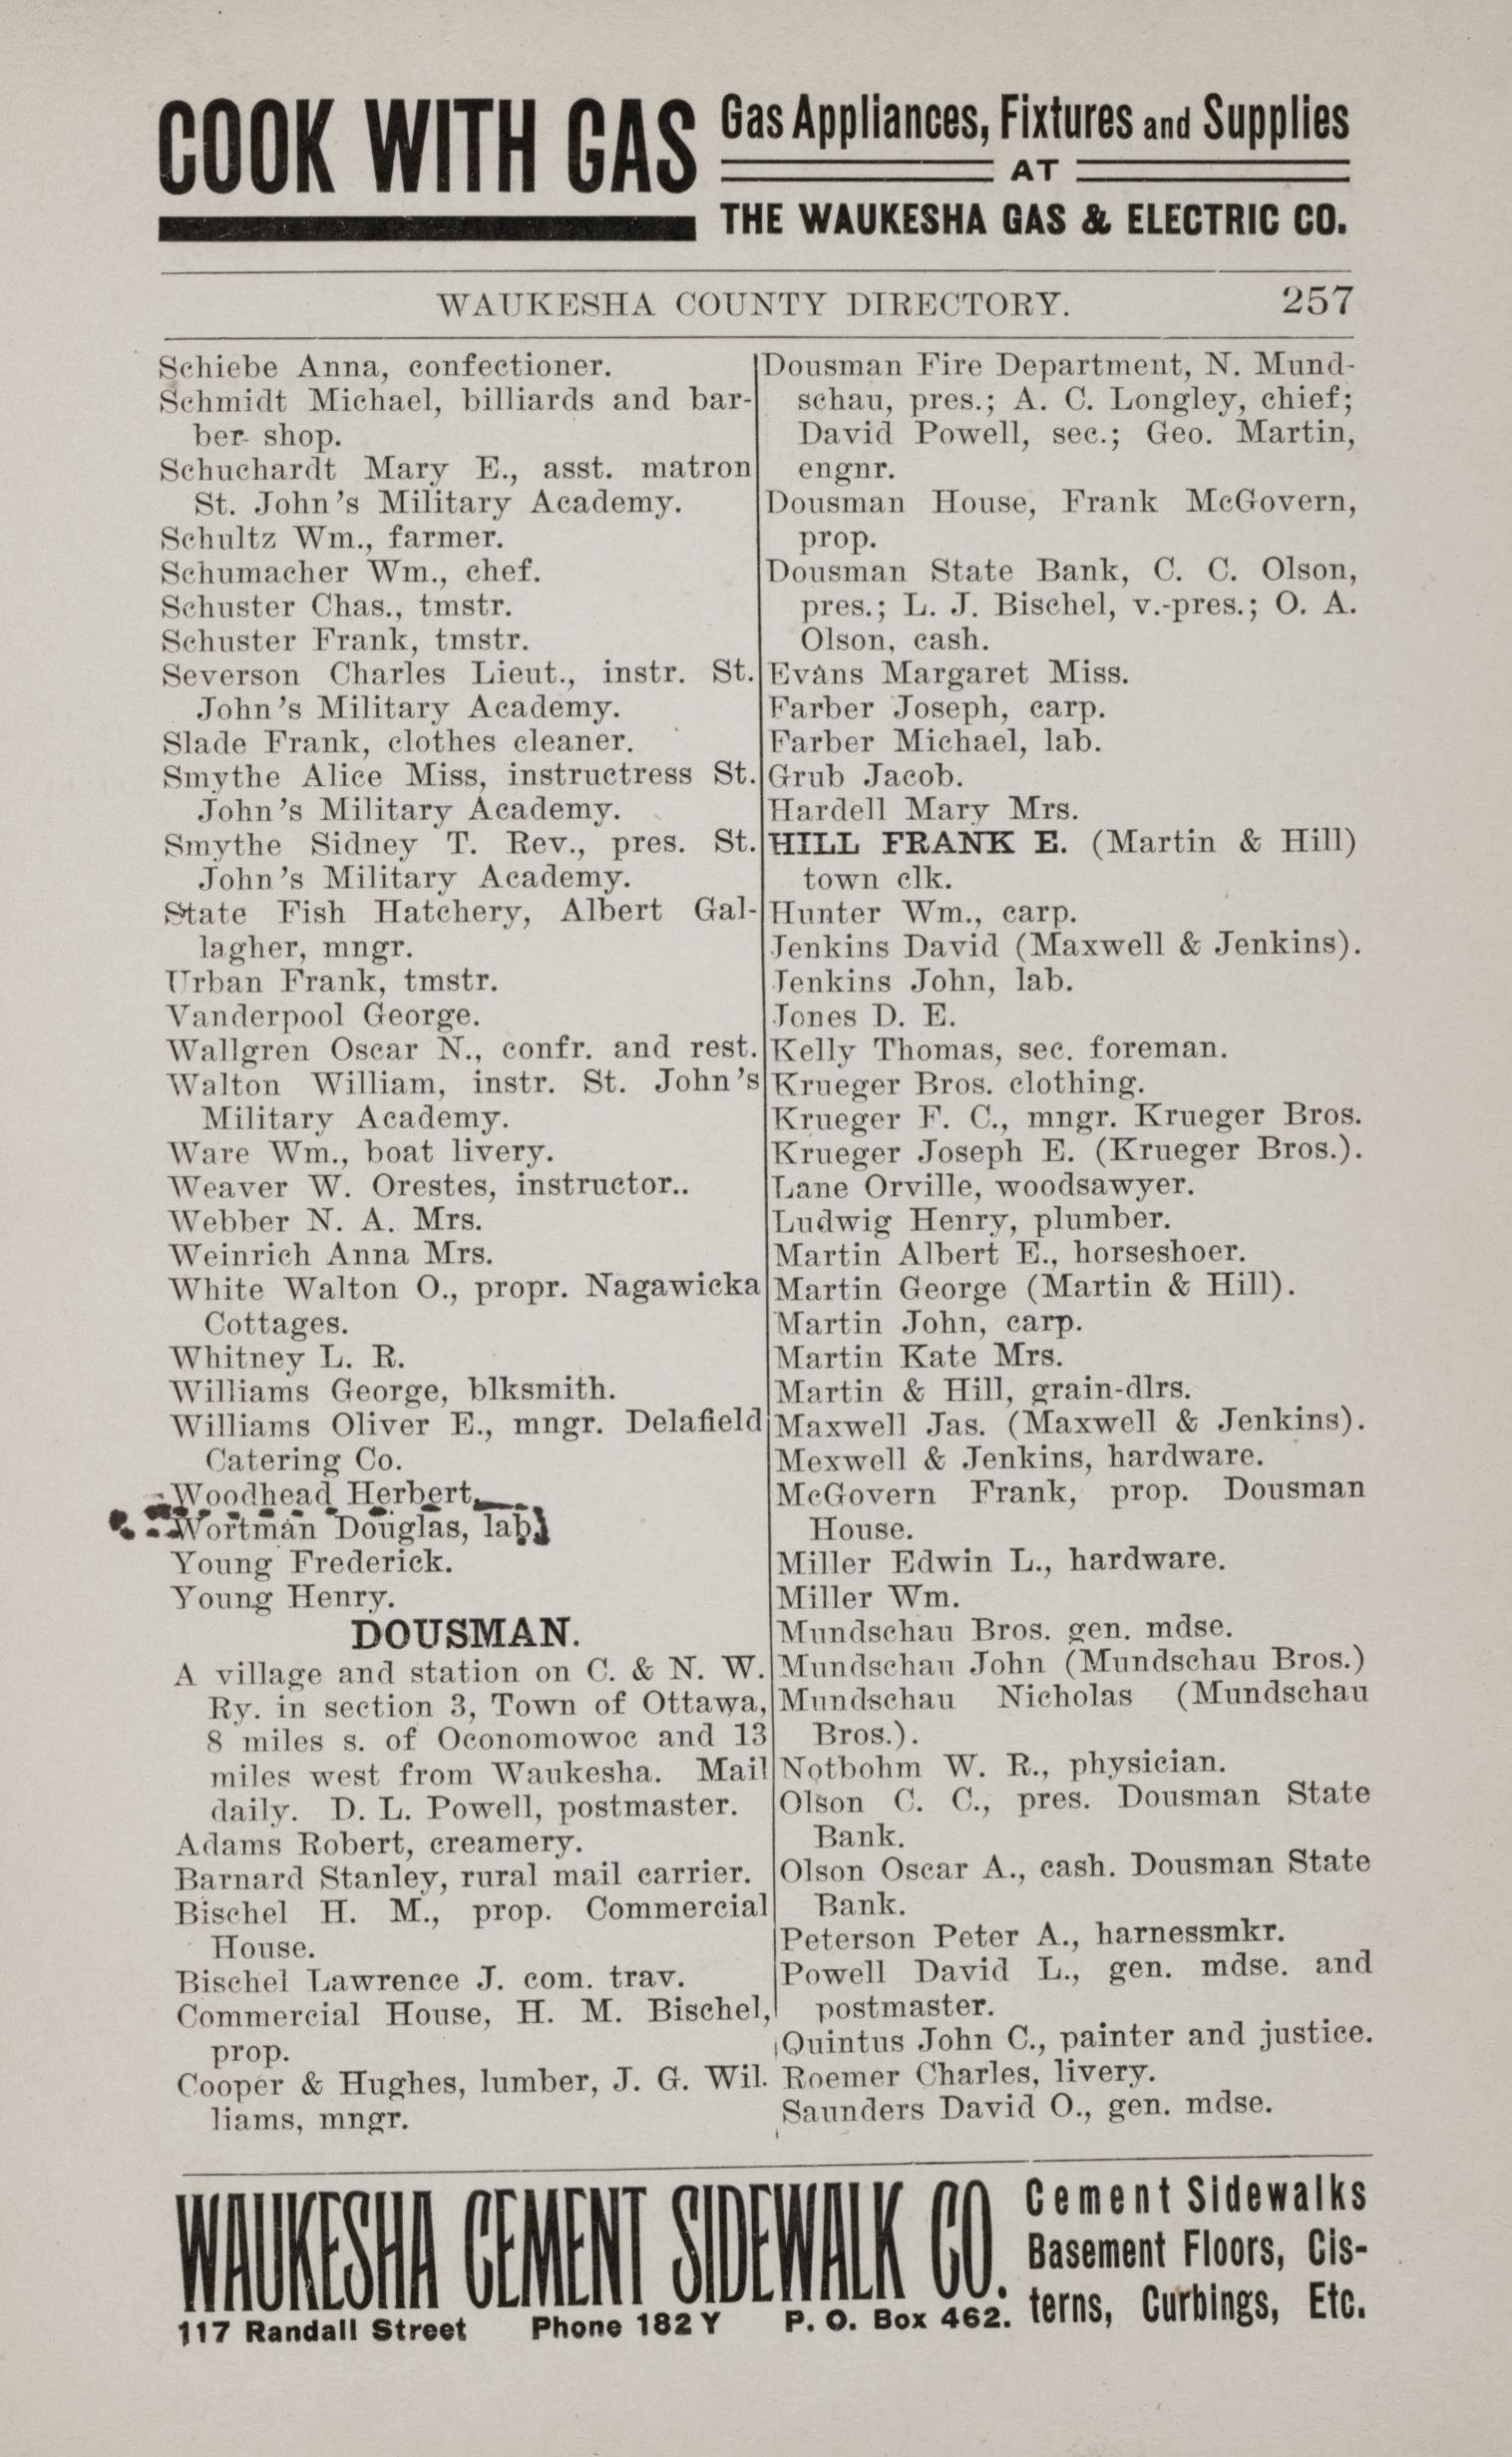 COOK WITH GAS
Gas Appliances, Fixtures and Supplies
AT
THE WAUKESHA GAS & ELECTRIC CO.
WAUKESHA COUNTY DIRECTORY. 257
Schiebe Anna, confectioner.
Schmidt Michael, billiards and bar-
ber shop.
Schuchardt Mary E., asst. matron
St. John's Military Academy.
Schultz Wm., farmer.
Schumacher Wm., chef.
Schuster Chas., tmstr.
Schuster Frank, tmstr.
Severson Charles Lieut., instr. St.
John's Military Academy.
Slade Frank, clothes cleaner.
Smythe Alice Miss, instructress St.
John's Military Academy.
Smythe Sidney T. Rev., pres. St.
John's Military Academy.
State Fish Hatchery, Albert Gal-
lagher, mngr.
Urban Frank, tmstr.
Vanderpool George.
Wallgren Oscar N., confr. and rest.
Walton William, instr. St. John's
Military Academy.
Ware Wm., boat livery.
Weaver W. Orestes, instructor..
Webber N. A. Mrs.
Weinrich Anna Mrs.
White Walton O., propr. Nagawicka
Cottages.
Whitney L. R.
Williams George, blksmith.
Williams Oliver E., mngr. Delafield
Catering Co.
Woodhead Herbert.
Wortman Douglas, lab.
Young Frederick.
Young Henry.
DOUSMAN.
A village and station on C. & N. W.
Ry. in section 3, Town of Ottawa,
8 miles s. of Oconomowoc and 13
miles west from Waukesha. Mail
daily. D. L. Powell, postmaster.
Adams Robert, creamery.
Barnard Stanley, rural mail carrier.
Bischel H. M., prop. Commercial
House.
Bischel Lawrence J. com. trav.
Commercial House, H. M. Bischel,
prop.
Cooper & Hughes, lumber, J. G. Wil.
liams, mngr.
Dousman Fire Department, N. Mund-
schau, pres.; A. C. Longley, chief;
David Powell, sec.; Geo. Martin,
engnr.
Dousman House, Frank McGovern,
prop.
Dousman State Bank, C. C. Olson,
pres.; L. J. Bischel, v.-pres.; O. A.
Olson, cash.
Evans Margaret Miss.
Farber Joseph, carp.
Farber Michael, lab.
Grub Jacob.
Hardell Mary Mrs.
HILL FRANK E. (Martin & Hill)
town clk.
Hunter Wm., carp.
Jenkins David (Maxwell & Jenkins).
Jenkins John, lab.
Jones D. E.
Kelly Thomas, sec. foreman.
Krueger Bros. clothing.
Krueger F. C., mngr. Krueger Bros.
Krueger Joseph E. (Krueger Bros.).
Lane Orville, woodsawyer.
Ludwig Henry, plumber.
Martin Albert E., horseshoer.
Martin George (Martin & Hill).
Martin John, carp.
Martin Kate Mrs.
Martin & Hill, grain-dlrs.
Maxwell Jas. (Maxwell & Jenkins).
Mexwell & Jenkins, hardware.
McGovern Frank, prop. Dousman
House.
Miller Edwin L., hardware.
Miller Wm.
Mundschau Bros. gen. mdse.
Mundschau John (Mundschau Bros.)
Mundschau Nicholas (Mundschau
Bros.).
Notbohm W. R., physician.
Olson C. C., pres. Dousman State
Bank.
Olson Oscar A., cash. Dousman State
Bank.
Peterson Peter A., harnessmkr.
Powell David L., gen. mdse. and
postmaster.
Quintus John C., painter and justice.
Roemer Charles, livery.
Saunders David O., gen. mdse.
WAUKESHA CEMENT SIDEWALK CO.
117 Randall Street Phone 182 Y P. O. Box 462.
Cement Sidewalks
Basement Floors, Cis-
terns, Curbings, Etc.